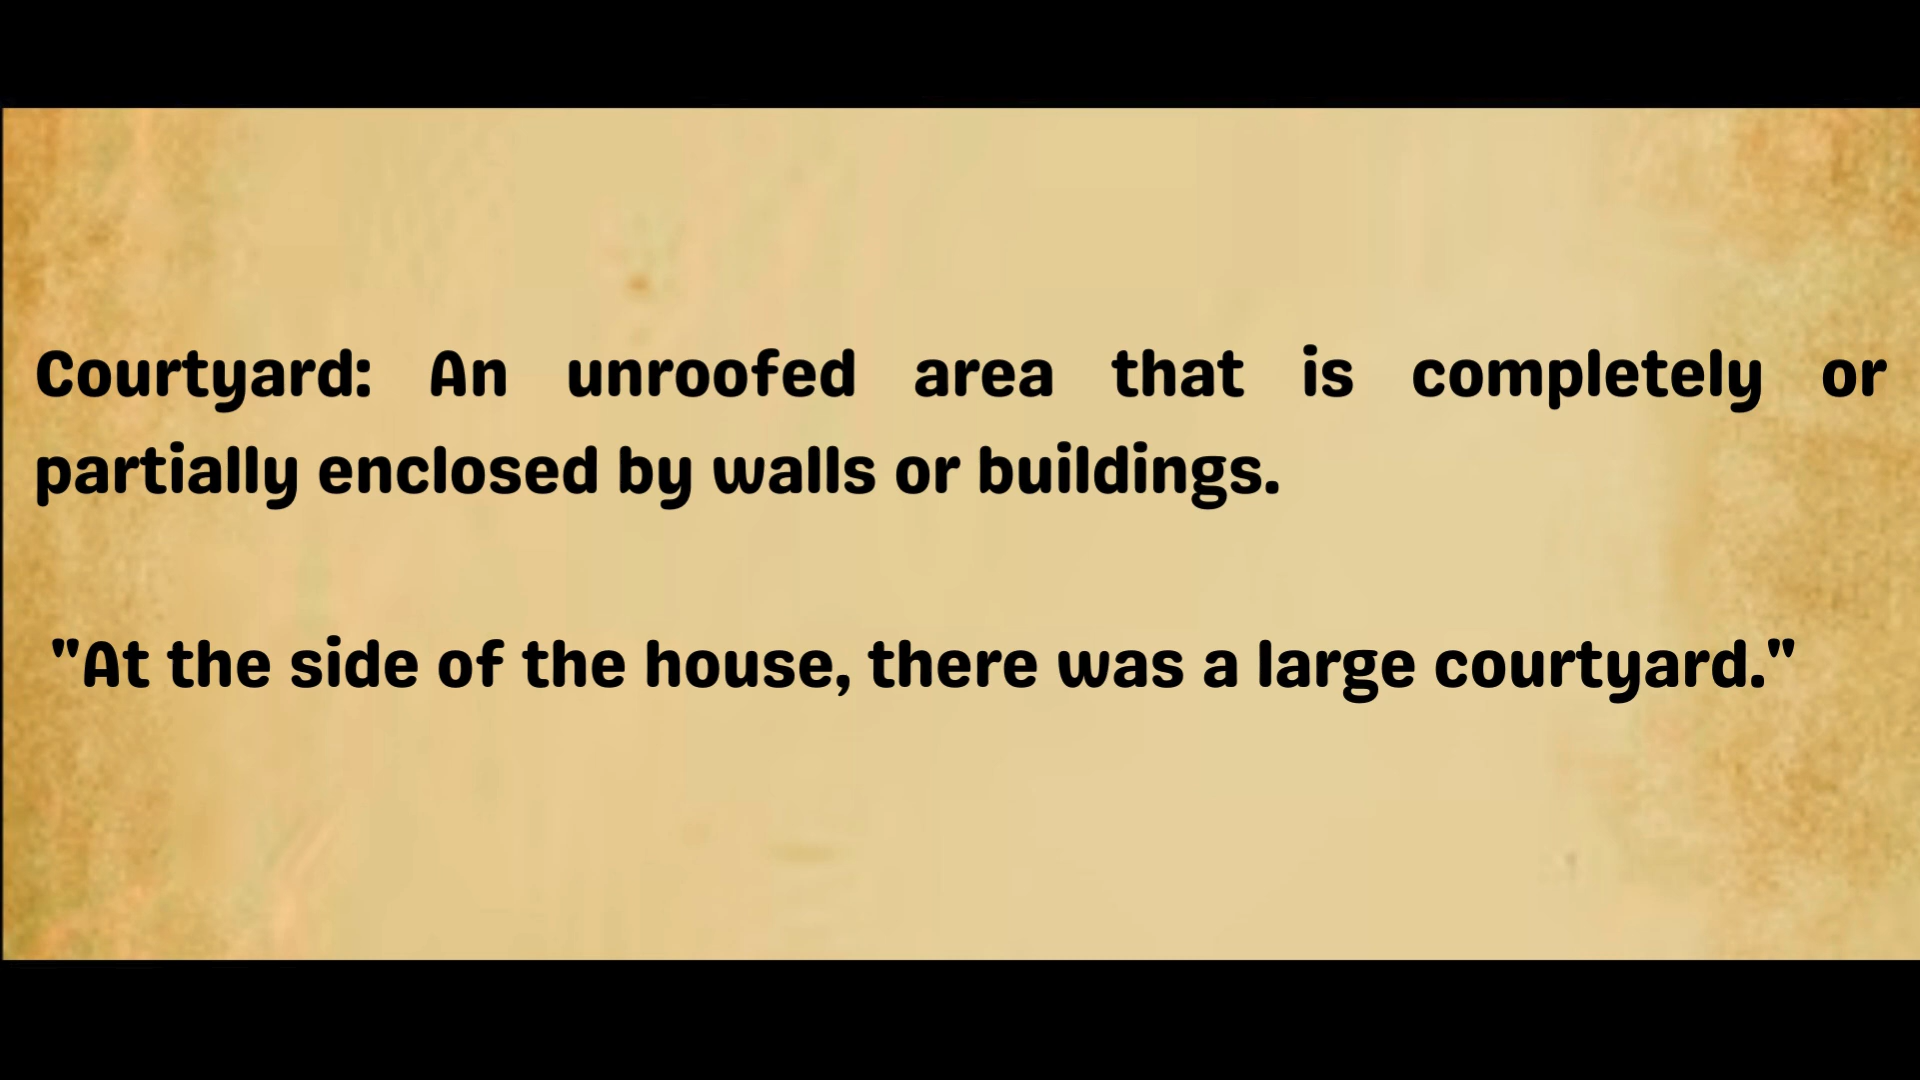 Courtyard: An unroofed area that is completely or
partially enclosed by walls or buildings.
"At the side of the house, there was a large courtyard."